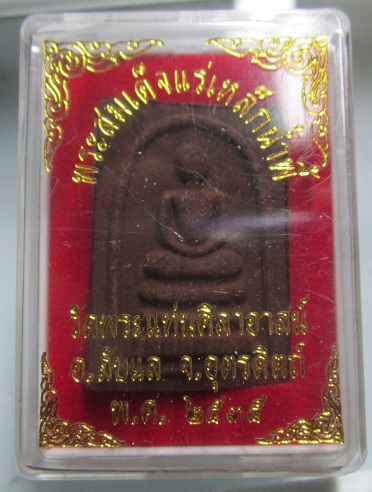 พระสมเด็จแร่เหล็กน้ำพี้
วัดพระแท่นศิลาอาสน์
อ.ลับแล จ.อุตรดิตถ์
พ.ศ. ๒๕๓๕